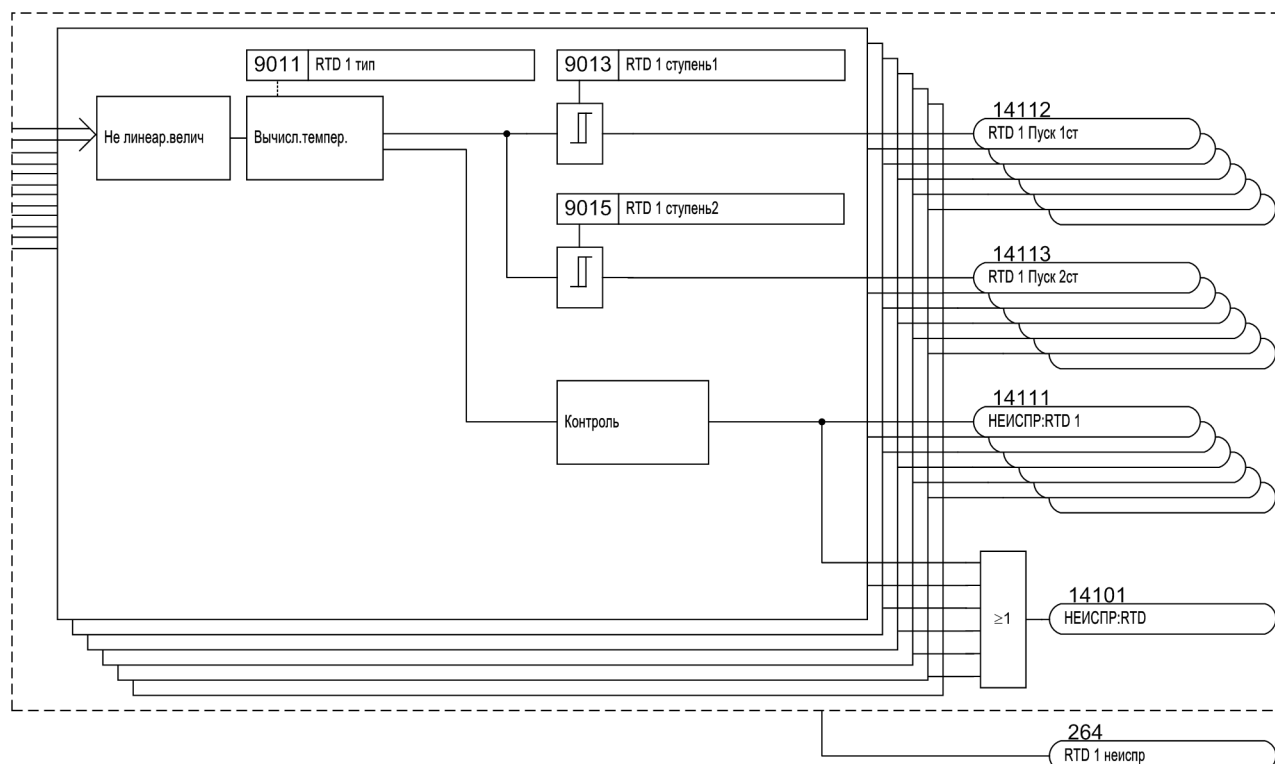 9011 RTD 1 тип
9013 RTD 1 ступень1
Не линеар.велич
Вычисл.темпер.
14112
RTD 1 Пуск 1ст
9015 RTD 1 ступень2
14113
RTD 1 Пуск 2ст
Контроль
14111
НЕИСПР:RTD 1
≥1
14101
НЕИСПР:RTD
264
RTD 1 неиспр